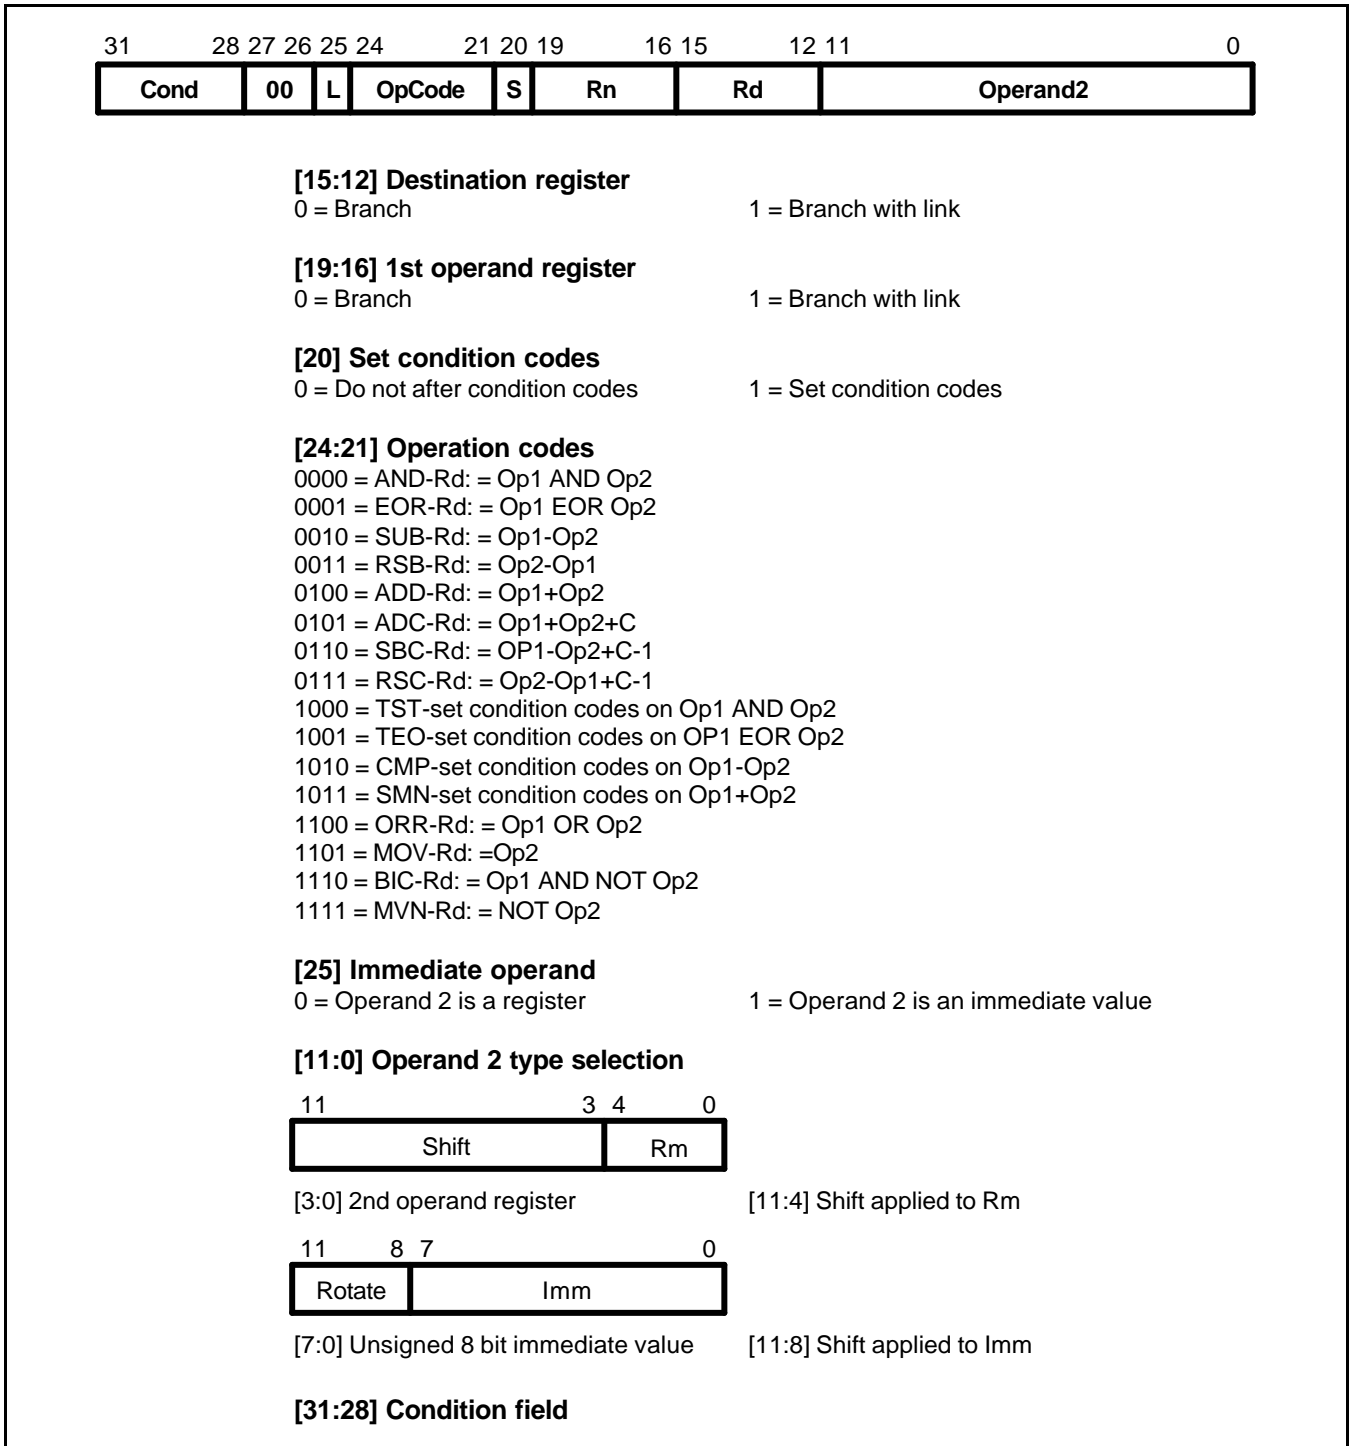 31 28 27 26 25 24 21 20 19 16 15 12 11 0
Cond 00 L OpCode S Rn Rd Operand2
[15:12] Destination register
0 = Branch 1 = Branch with link
[19:16] 1st operand register
0 = Branch 1 = Branch with link
[20] Set condition codes
0 = Do not after condition codes 1 = Set condition codes
[24:21] Operation codes
0000 = AND-Rd: = Op1 AND Op2
0001 = EOR-Rd: = Op1 EOR Op2
0010 = SUB-Rd: = Op1-Op2
0011 = RSB-Rd: = Op2-Op1
0100 = ADD-Rd: = Op1+Op2
0101 = ADC-Rd: = Op1+Op2+C
0110 = SBC-Rd: = OP1-Op2+C-1
0111 = RSC-Rd: = Op2-Op1+C-1
1000 = TST-set condition codes on Op1 AND Op2
1001 = TEO-set condition codes on OP1 EOR Op2
1010 = CMP-set condition codes on Op1-Op2
1011 = SMN-set condition codes on Op1+Op2
1100 = ORR-Rd: = Op1 OR Op2
1101 = MOV-Rd: =Op2
1110 = BIC-Rd: = Op1 AND NOT Op2
1111 = MVN-Rd: = NOT Op2
[25] Immediate operand
0 = Operand 2 is a register 1 = Operand 2 is an immediate value
[11:0] Operand 2 type selection
11 3 4 0
Shift Rm
[3:0] 2nd operand register [11:4] Shift applied to Rm
11 8 7 0
Rotate Imm
[7:0] Unsigned 8 bit immediate value [11:8] Shift applied to Imm
[31:28] Condition field